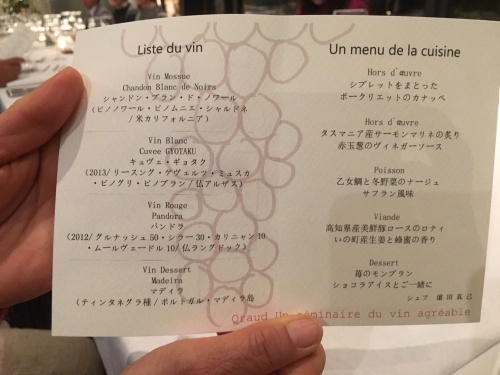 Liste du vin
Vin Mossue
Chandon Blanc de Noirs
シャンドン・ブラン・ド・ノワール
(ピノノワール・ピノムニエ・シャルドネ
/米カリフォルニア)
Vin Blanc
Cuvee GYOTAKU
キュヴェ・ギョタク
(2013/リースング・ゲヴェルツ・ミュスカ
・ピノグリ・ピノブラン/仏アルザス)
Vin Rouge
Pandora
パンドラ
(2012/グルナッシュ50・シラー30・カリニャン10
・ムールヴェードル10/仏ラングドック)
Vin Dessert
Madeira
マディラ
(ティンタネグラ種/ポルトガル・マディラ島
Un menu de la cuisine
Hors d'œuvre
シブレットをまとった
ポークリエットのカナッペ
Hors d'œuvre
タスマニア産サーモンマリネの炙り
赤玉葱のヴィネガーソース
Poisson
乙女鯛と冬野菜のナージュ
サフラン風味
Viande
高知県産美鮮豚ロースのロティ
いの町産生姜と蜂蜜の香り
Dessert
苺のモンブラン
ショコラアイスとご一緒に
シェフ
Qraud Un séminaire du vin agréable